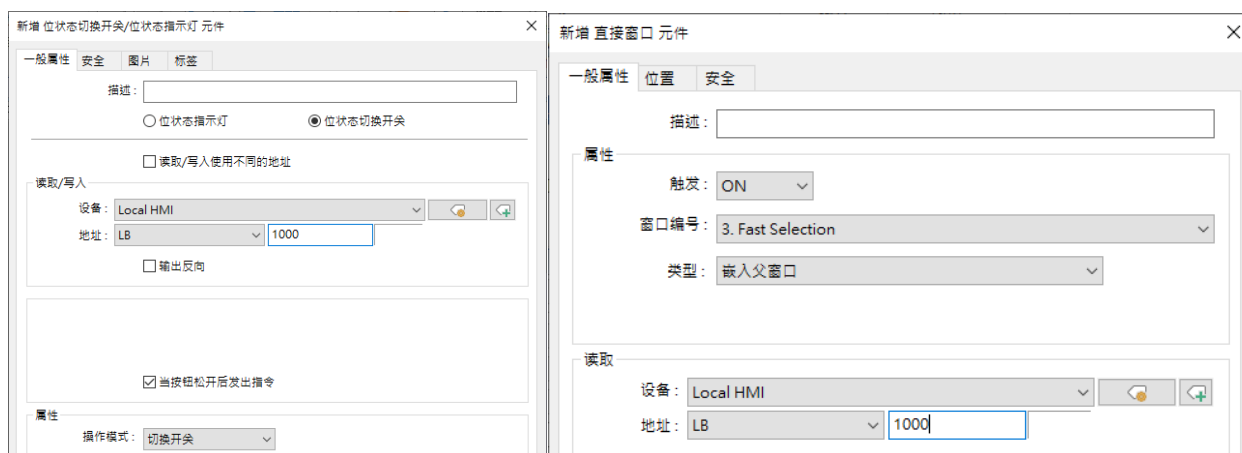 新增 位状态切换开关/位状态指示灯 元件
一般属性 安全 图片 标签
描述：
位状态指示灯 位状态切换开关
读取/写入使用不同的地址
读取/写入
设备： Local HMI
地址： LB 1000
输出反向
当按钮松开后发出指令
属性
操作模式： 切换开关
新增 直接窗口 元件
一般属性 位置 安全
描述：
属性
触发： ON
窗口编号： 3. Fast Selection
类型： 嵌入父窗口
读取
设备： Local HMI
地址： LB 1000